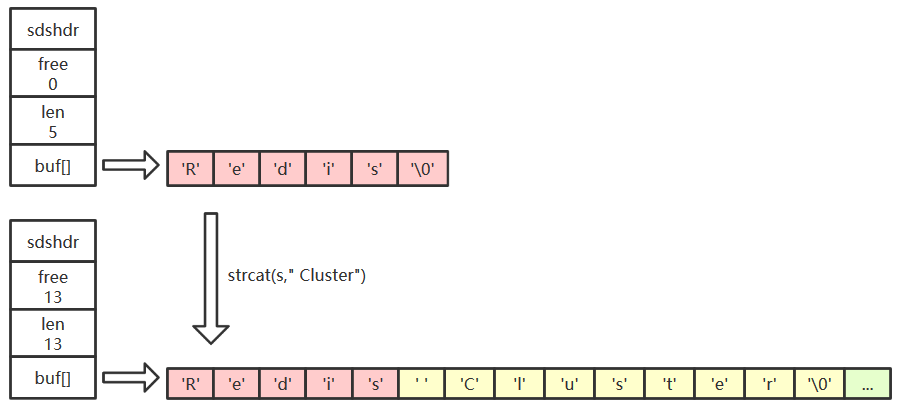 sdshdr
free
0
len
5
buf[]
'R' 'e' 'd' 'i' 's' '\0'
strcat(s," Cluster")
sdshdr
free
13
len
13
buf[]
'R' 'e' 'd' 'i' 's' ' ' 'C' 'l' 'u' 's' 't' 'e' 'r' '\0' ...